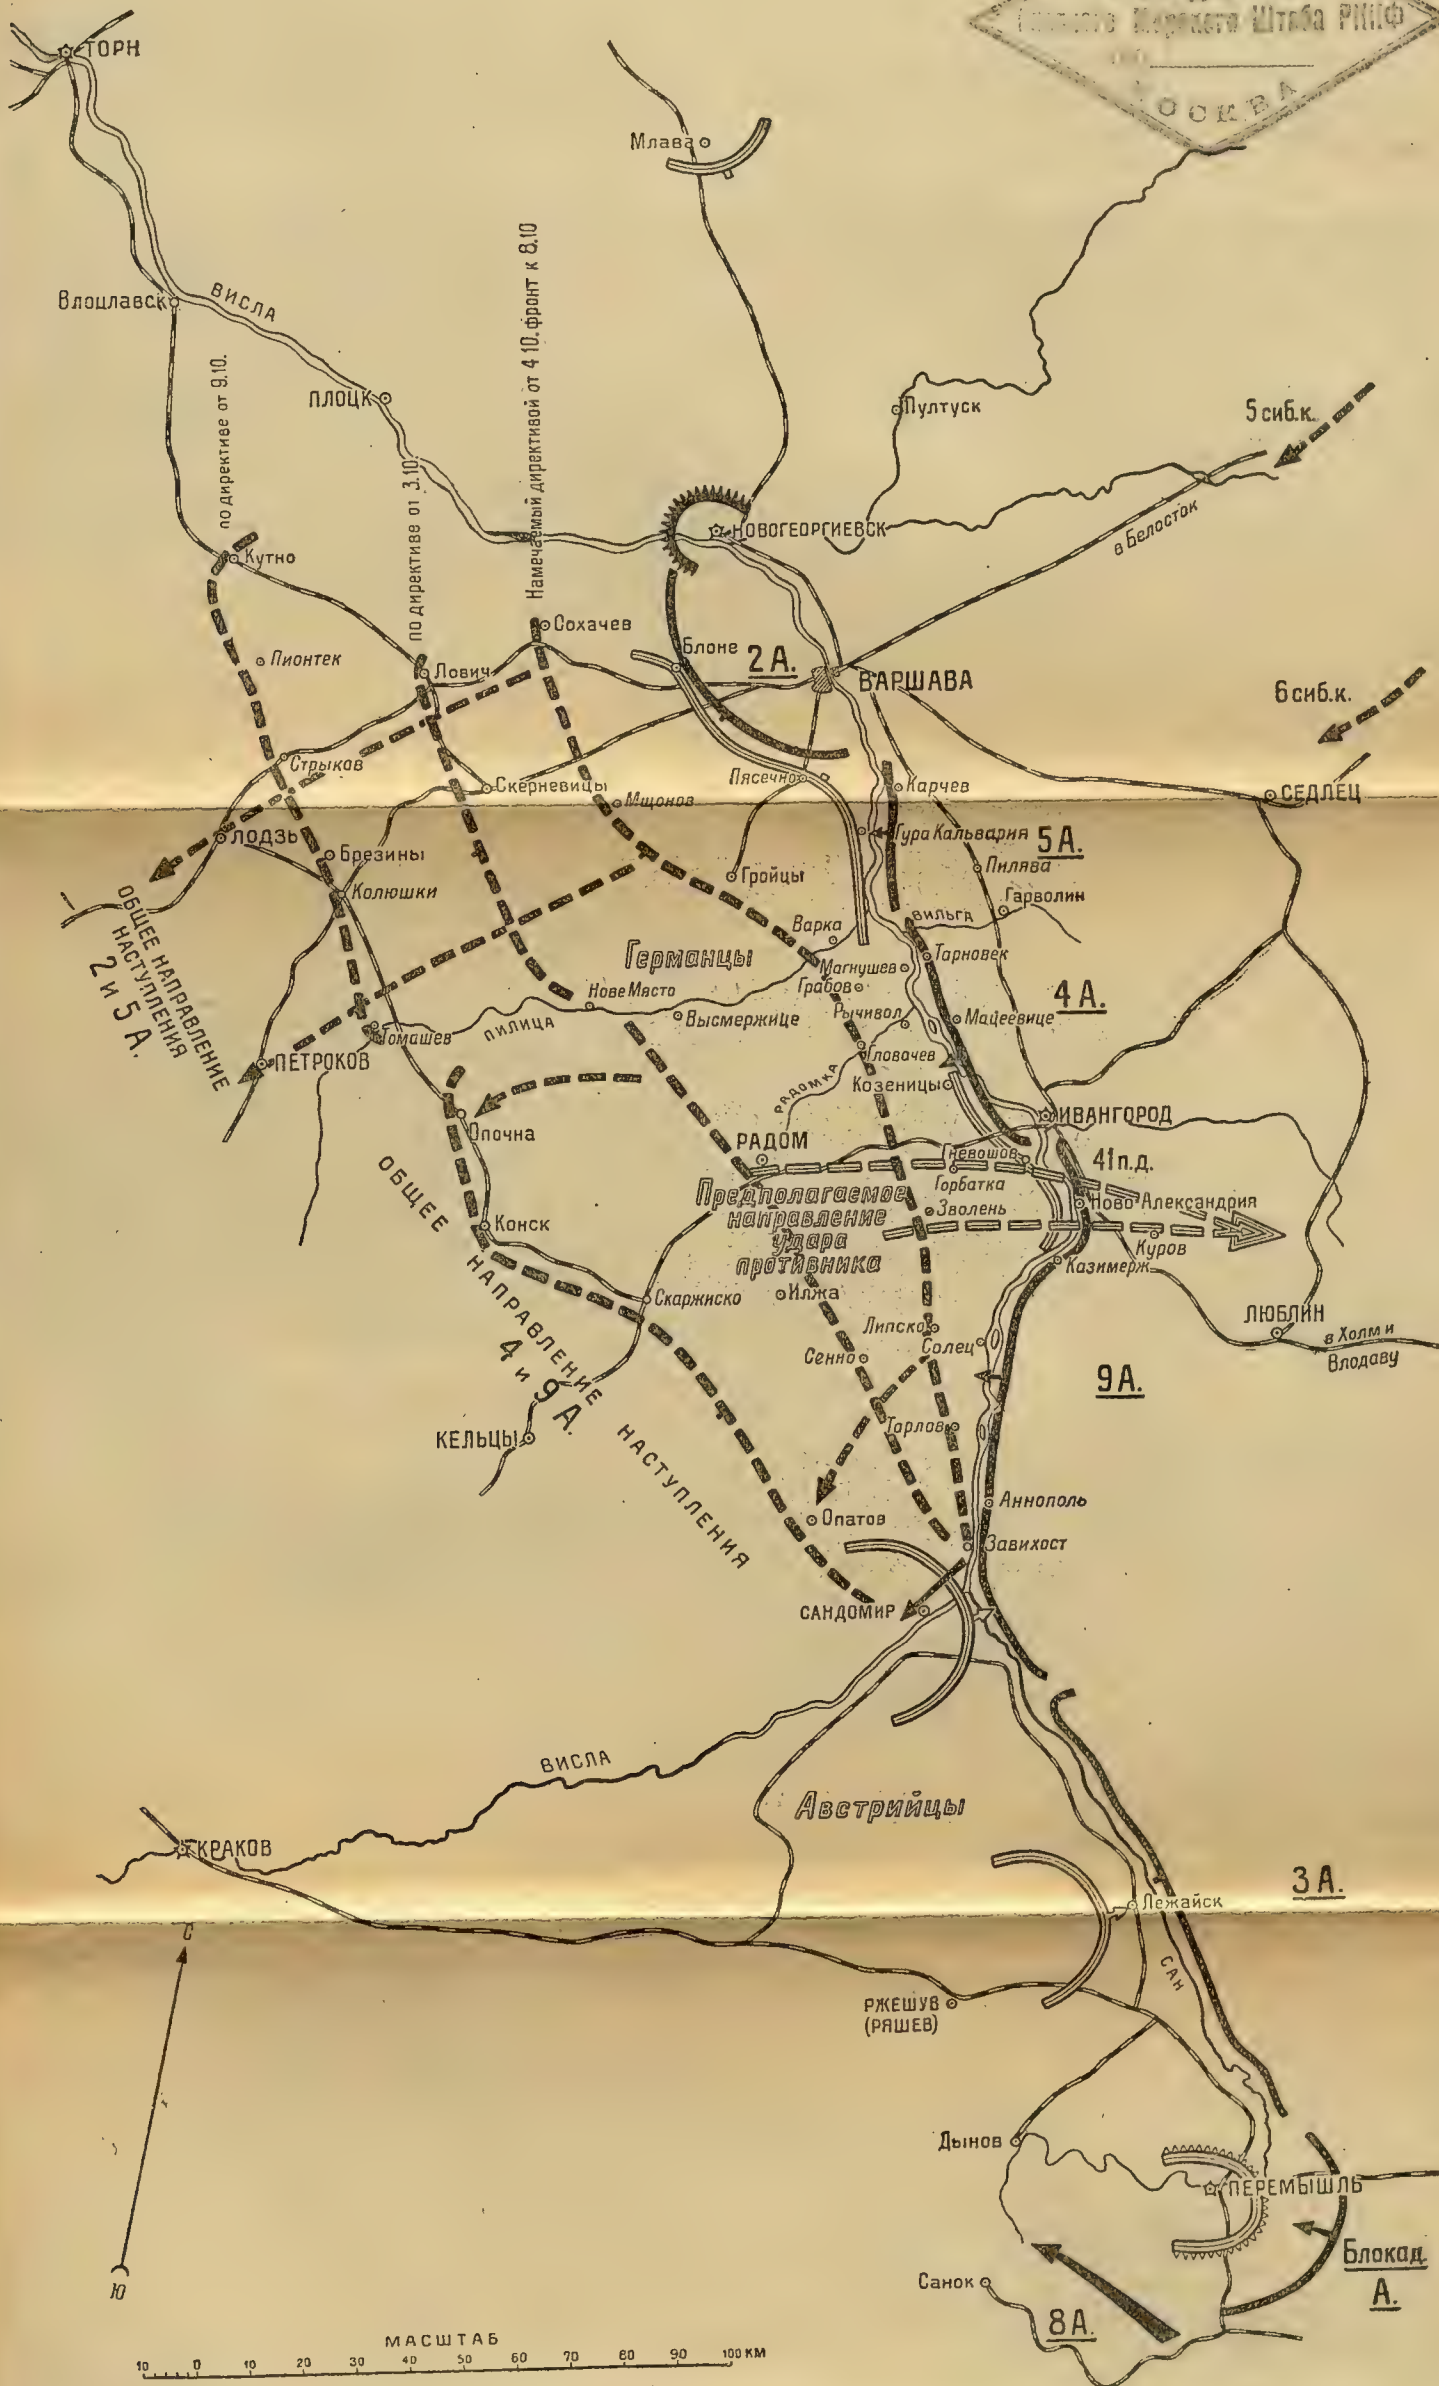 Штаба РККФ
МОСКВА
ТОРН
Млава
Влоцлавск
ВИСЛА
по директиве от 9.10.
Намечаемый директивой от 4 10. фронт к 8.10
ПЛОЦК
Пултуск
5 сиб.к.
по директиве от 3.10
НОВОГЕОРГИЕВСК
в Белосток
Кутно
Сохачев
Пионтек
Лович
Блоне
2 А.
ВАРШАВА
6 сиб.к.
Стрыков
Скерневицы
Мщонов
Пясечно
Карчев
СЕДЛЕЦ
ЛОДЗЬ
Брезины
Гура Кальвария
5 А.
Пилява
Колюшки
Гройцы
Гарволин
ВИЛЬГА
Варка
ОБЩЕЕ НАПРАВЛЕНИЕ
НАСТУПЛЕНИЯ
2 и 5 А.
Германцы
Тарновек
Магнушев
Грабов
4 А.
Нове Място
Высмержице
Рычивол
Мацеевице
Томашев
ПИЛИЦА
ПЕТРОКОВ
Гловачев
РАДОМКА
Козеницы
ИВАНГОРОД
Опочна
РАДОМ
Гневошов
41 п.д.
Горбатка
Ново Александрия
Предполагаемое
направление
удара
противника
Зволень
Конск
Куров
Казимерж
Скаржиско
Илжа
ЛЮБЛИН
в Холм и
Влодаву
Липско
Солец
Сенно
ОБЩЕЕ НАПРАВЛЕНИЕ НАСТУПЛЕНИЯ
4 и 9 А.
9 А.
Тарлов
КЕЛЬЦЫ
Аннополь
Опатов
Завихост
САНДОМИР
ВИСЛА
Австрийцы
КРАКОВ
3 А.
Лежайск
С
САН
РЖЕШУВ
(РЯШЕВ)
Дынов
ПЕРЕМЫШЛЬ
Блокад.
А.
Санок
8 А.
Ю
МАСШТАБ
10 0 10 20 30 40 50 60 70 80 90 100 КМ